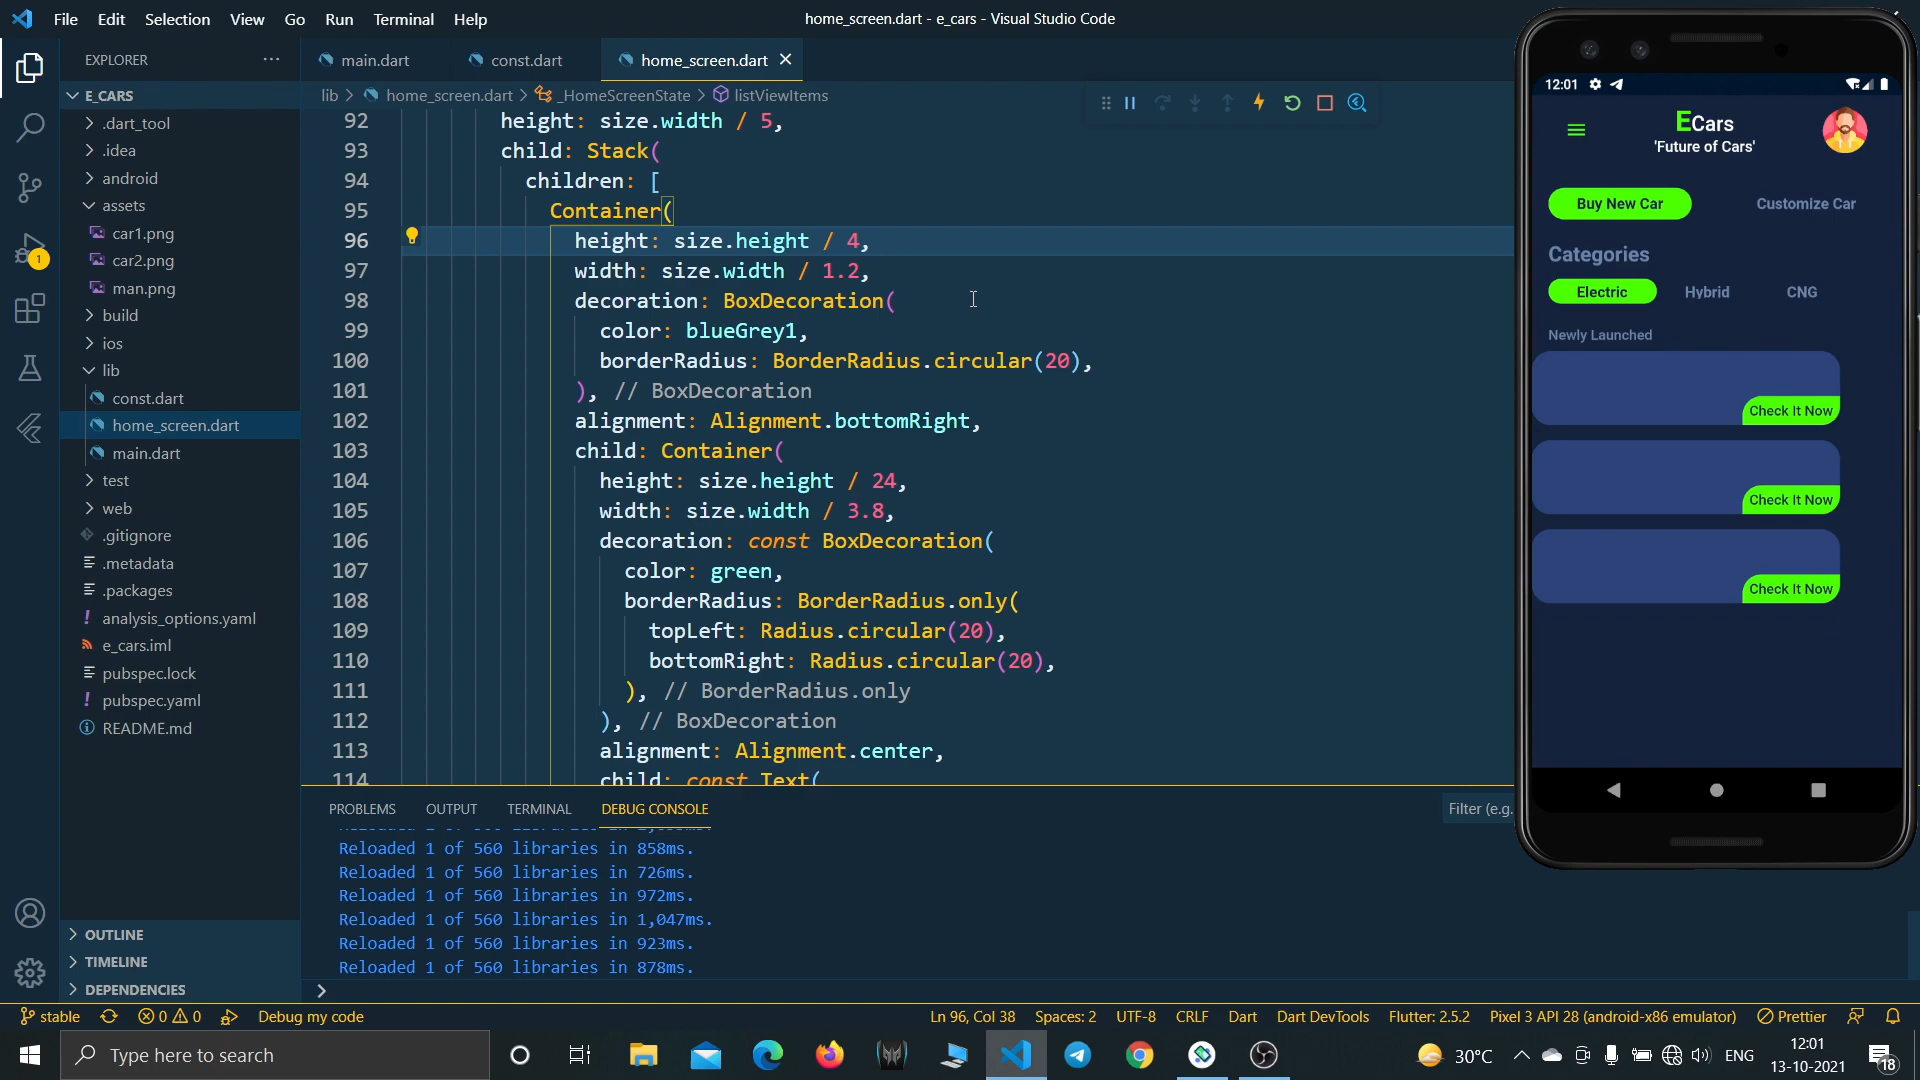 File Edit Selection View Go Run Terminal Help
home_screen.dart - e_cars - Visual Studio Code
EXPLORER
E_CARS
.dart_tool
.idea
android
assets
car1.png
car2.png
man.png
build
ios
lib
const.dart
home_screen.dart
main.dart
test
web
.gitignore
.metadata
.packages
analysis_options.yaml
e_cars.iml
pubspec.lock
pubspec.yaml
README.md
OUTLINE
TIMELINE
DEPENDENCIES
1
main.dart const.dart home_screen.dart
lib > home_screen.dart > _HomeScreenState > listViewItems
92 height: size.width / 5,
93 child: Stack(
94 children: [
95 Container(
96 height: size.height / 4,
97 width: size.width / 1.2,
98 decoration: BoxDecoration(
99 color: blueGrey1,
100 borderRadius: BorderRadius.circular(20),
101 ), // BoxDecoration
102 alignment: Alignment.bottomRight,
103 child: Container(
104 height: size.height / 24,
105 width: size.width / 3.8,
106 decoration: const BoxDecoration(
107 color: green,
108 borderRadius: BorderRadius.only(
109 topLeft: Radius.circular(20),
110 bottomRight: Radius.circular(20),
111 ), // BorderRadius.only
112 ), // BoxDecoration
113 alignment: Alignment.center,
114 child: const Text(
PROBLEMS OUTPUT TERMINAL DEBUG CONSOLE
Filter (e.g.
Reloaded 1 of 560 libraries in 858ms.
Reloaded 1 of 560 libraries in 726ms.
Reloaded 1 of 560 libraries in 972ms.
Reloaded 1 of 560 libraries in 1,047ms.
Reloaded 1 of 560 libraries in 923ms.
Reloaded 1 of 560 libraries in 878ms.
12:01
ECars
'Future of Cars'
Buy New Car Customize Car
Categories
Electric Hybrid CNG
Newly Launched
Check It Now
Check It Now
Check It Now
stable 0 0 Debug my code Ln 96, Col 38 Spaces: 2 UTF-8 CRLF Dart Dart DevTools Flutter: 2.5.2 Pixel 3 API 28 (android-x86 emulator) Prettier
Type here to search
30°C ENG
12:01
13-10-2021
18